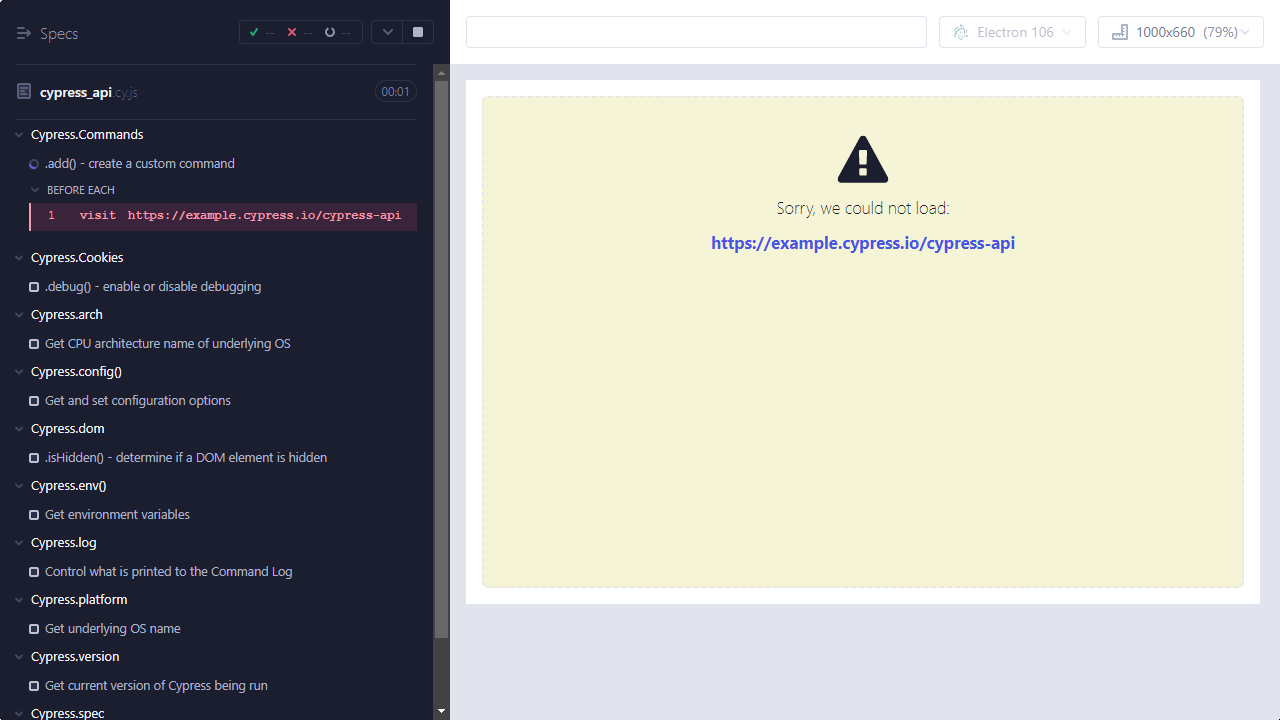 Specs
--
--
--
Electron 106
1000x660 (79%)
cypress_api.cy.js
00:01
Cypress.Commands
.add() - create a custom command
BEFORE EACH
1 visit https://example.cypress.io/cypress-api
Cypress.Cookies
.debug() - enable or disable debugging
Cypress.arch
Get CPU architecture name of underlying OS
Cypress.config()
Get and set configuration options
Cypress.dom
.isHidden() - determine if a DOM element is hidden
Cypress.env()
Get environment variables
Cypress.log
Control what is printed to the Command Log
Cypress.platform
Get underlying OS name
Cypress.version
Get current version of Cypress being run
Cypress.spec
Sorry, we could not load:
https://example.cypress.io/cypress-api